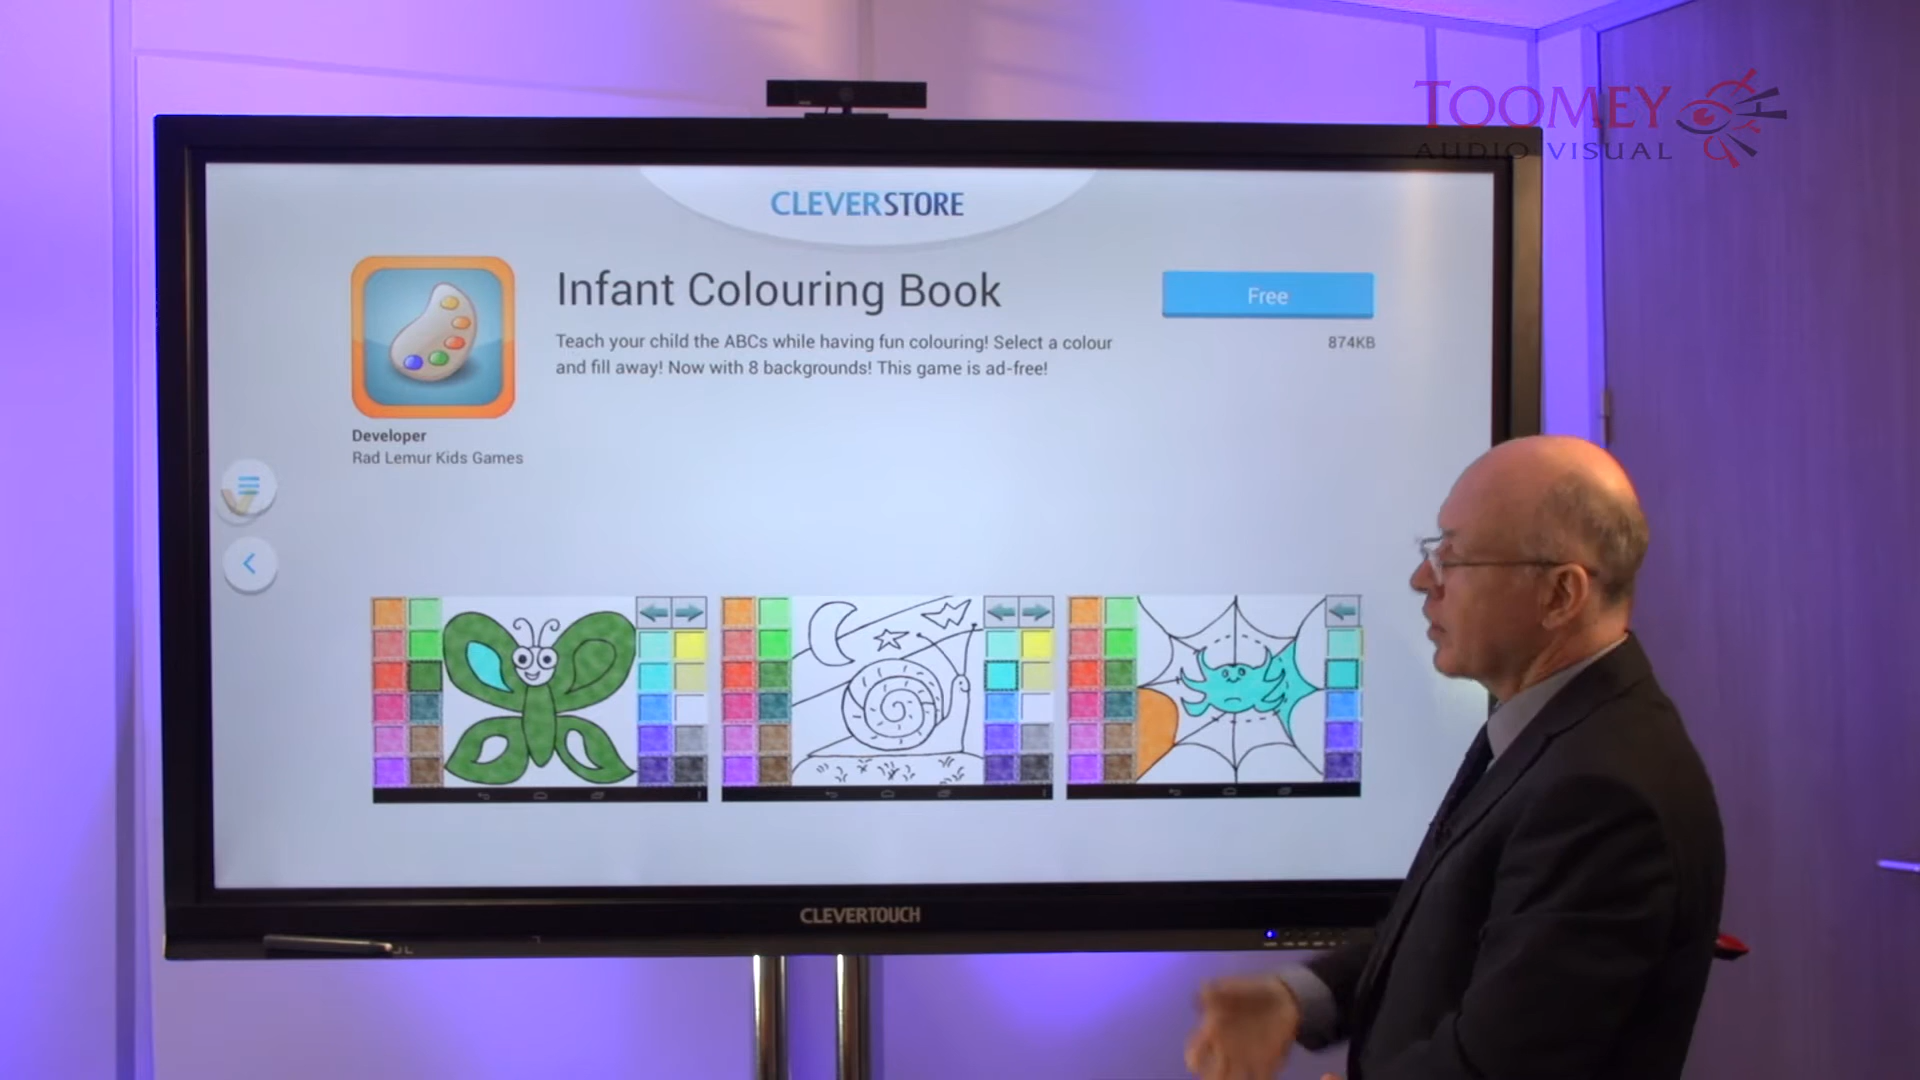 TOOMEY
AUDIO VISUAL
CLEVERSTORE
Infant Colouring Book
Free
Teach your child the ABCs while having fun colouring! Select a colour
and fill away! Now with 8 backgrounds! This game is ad-free!
874KB
Developer
Rad Lemur Kids Games
CLEVERTOUCH